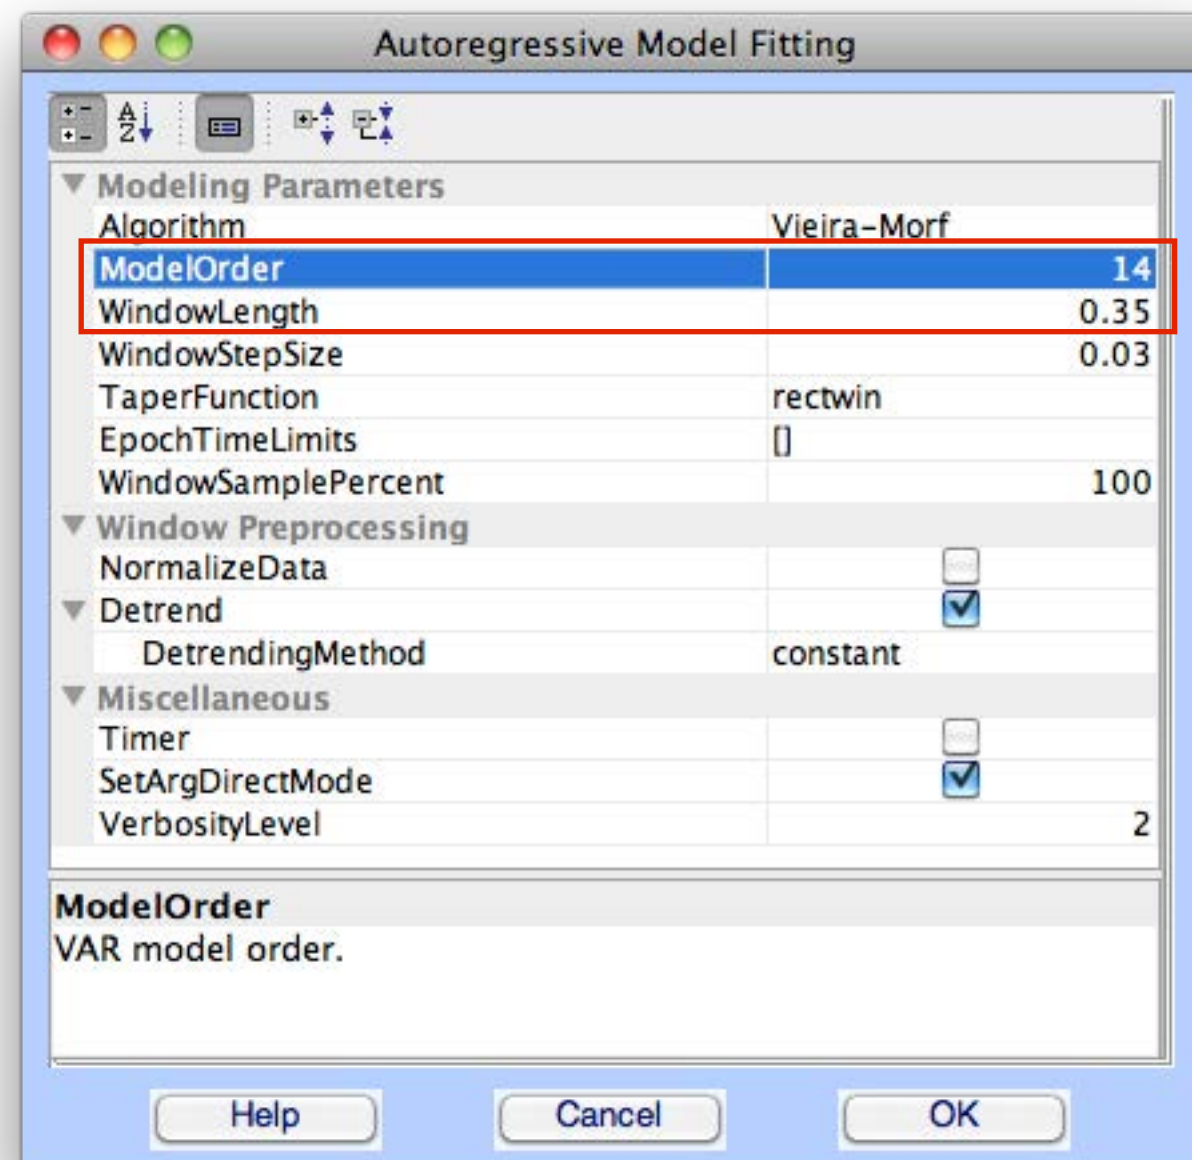 Autoregressive Model Fitting
Modeling Parameters
Algorithm Vieira-Morf
ModelOrder 14
WindowLength 0.35
WindowStepSize 0.03
TaperFunction rectwin
EpochTimeLimits []
WindowSamplePercent 100
Window Preprocessing
NormalizeData
Detrend
DetrendingMethod constant
Miscellaneous
Timer
SetArgDirectMode
VerbosityLevel 2
ModelOrder
VAR model order.
Help Cancel OK